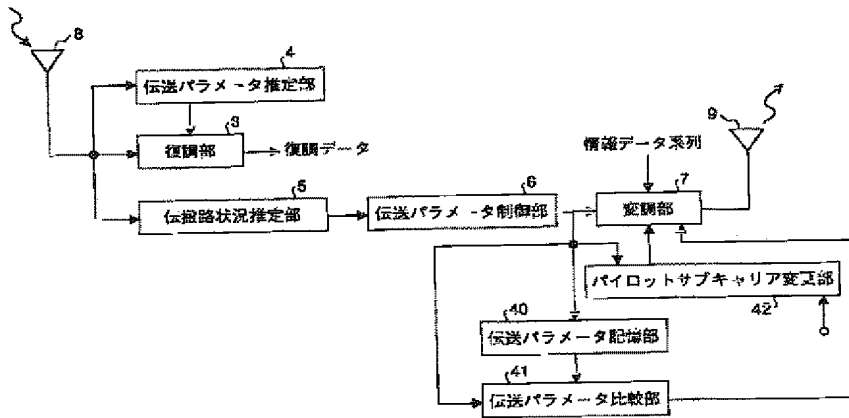 8
4
伝送パラメータ推定部
3
復調部
復調データ
5
伝搬路状況推定部
6
伝送パラメータ制御部
情報データ系列
7
変調部
9
パイロットサブキャリア変更部
42
40
伝送パラメータ記憶部
41
伝送パラメータ比較部